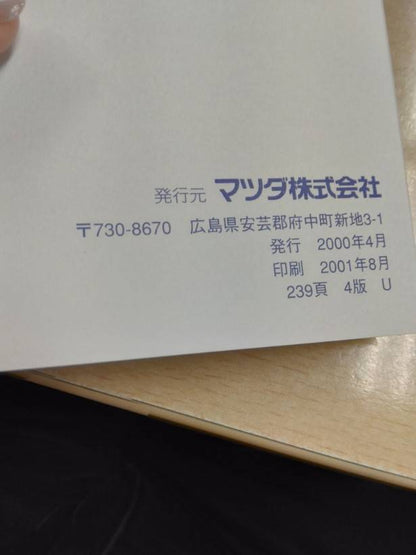 発行元 マツダ株式会社
〒730-8670 広島県安芸郡府中町新地3-1
発行 2000年4月
印刷 2001年8月
239頁 4版 U